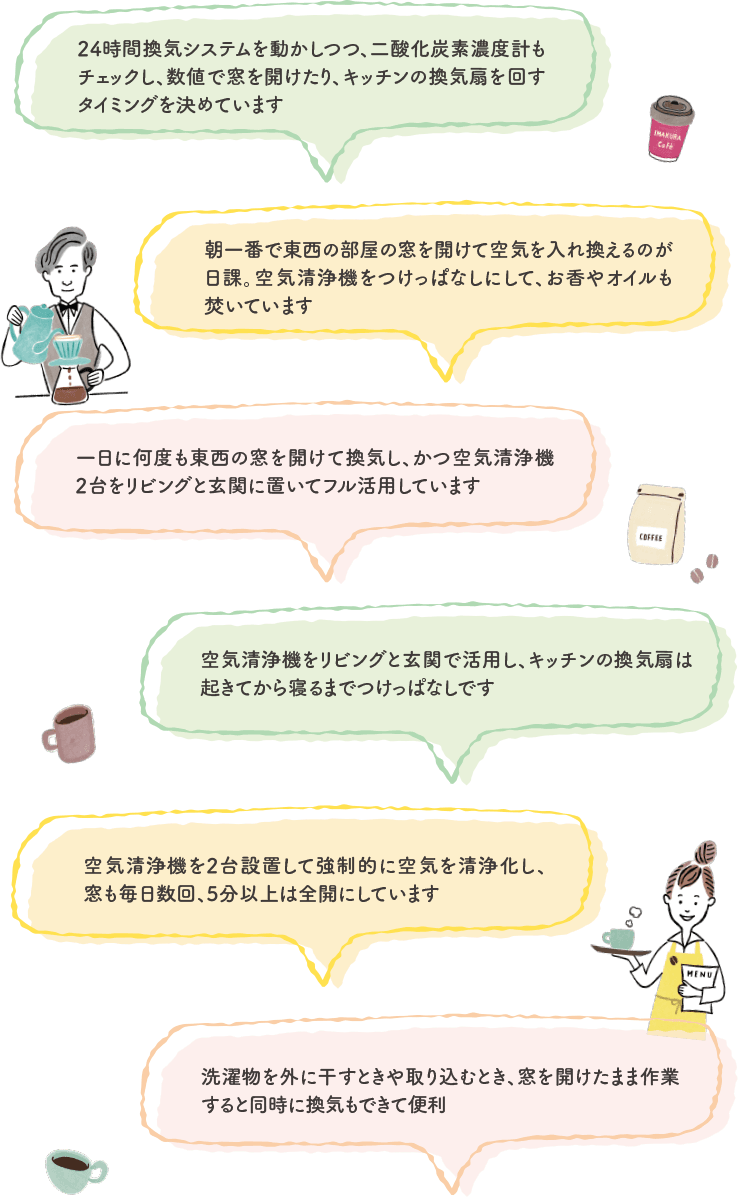 24時間換気システムを動かしつつ、二酸化炭素濃度計も
チェックし、数値で窓を開けたり、キッチンの換気扇を回す
タイミングを決めています
IMAKURA
Café
朝一番で東西の部屋の窓を開けて空気を入れ換えるのが
日課。空気清浄機をつけっぱなしにして、お香やオイルも
焚いています
一日に何度も東西の窓を開けて換気し、かつ空気清浄機
2台をリビングと玄関に置いてフル活用しています
COFFEE
空気清浄機をリビングと玄関で活用し、キッチンの換気扇は
起きてから寝るまでつけっぱなしです
空気清浄機を2台設置して強制的に空気を清浄化し、
窓も毎日数回、5分以上は全開にしています
MENU
洗濯物を外に干すときや取り込むとき、窓を開けたまま作業
すると同時に換気もできて便利